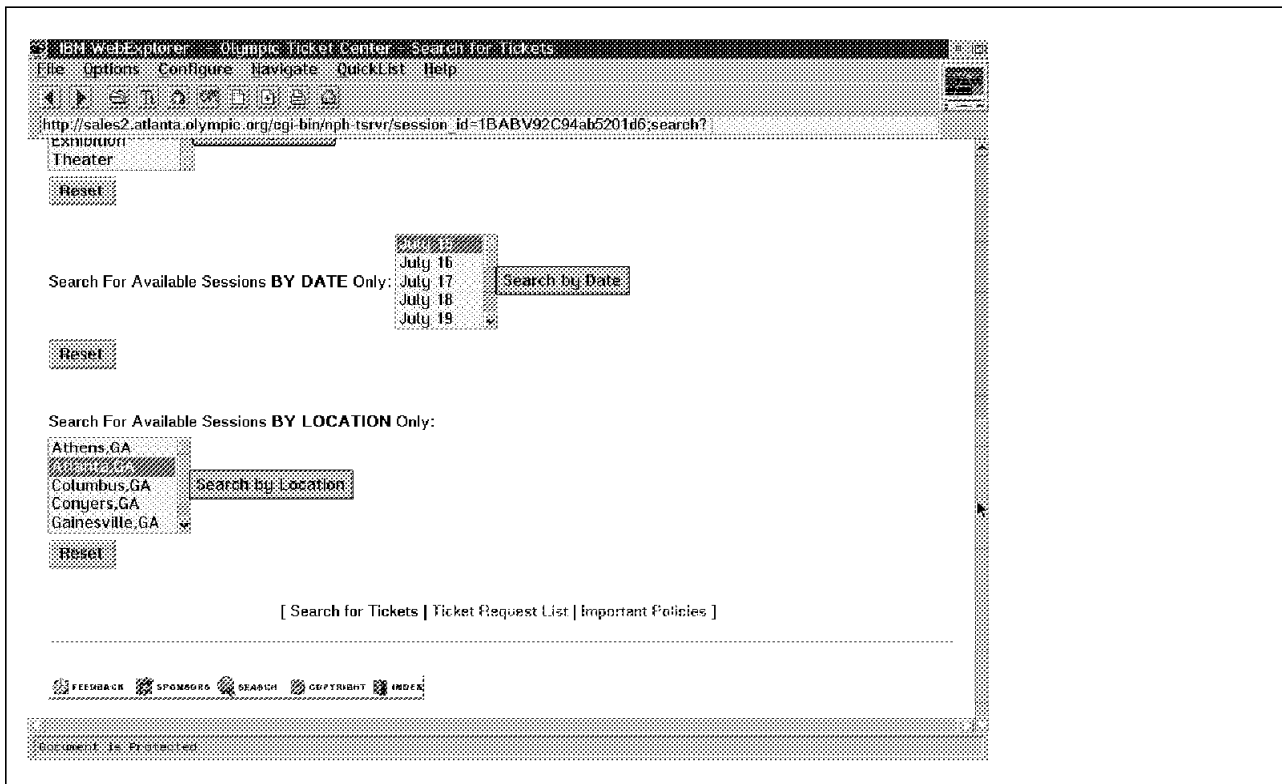 IBM WebExplorer - Olympic Ticket Center - Search for Tickets
File Options Configure Navigate QuickList Help
http://sales2.atlanta.olympic.org/cgi-bin/nph-tsrvr/session_id=1BABV92C94ab5201d6;search?
Exhibition
Theater
Reset
July 15
July 16
Search For Available Sessions BY DATE Only: July 17 Search by Date
July 18
July 19
Reset
Search For Available Sessions BY LOCATION Only:
Athens,GA
Atlanta,GA
Columbus,GA Search by Location
Conyers,GA
Gainesville,GA
Reset
[ Search for Tickets | Ticket Request List | Important Policies ]
FEEDBACK SPONSORS SEARCH COPYRIGHT INDEX
Document is Protected